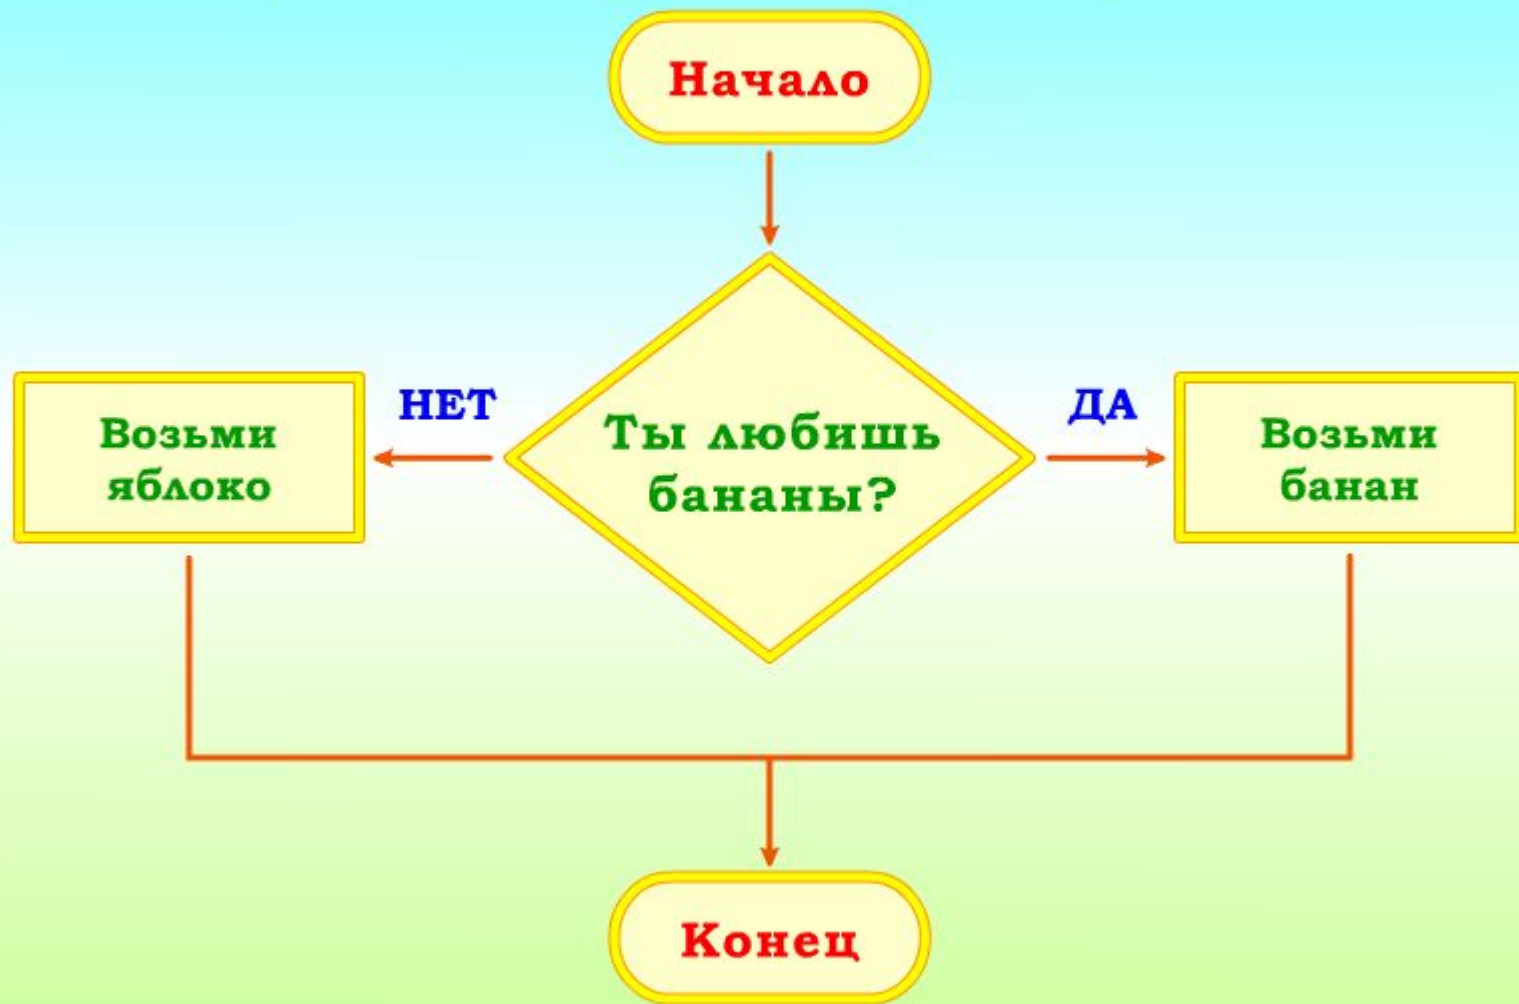 Начало
НЕТ
ДА
Возьми
яблоко
Ты любишь
бананы?
Возьми
банан
Конец